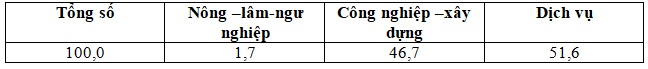 Tổng số Nông –lâm-ngư nghiệp Công nghiệp –xây dựng Dịch vụ
100,0 1,7 46,7 51,6